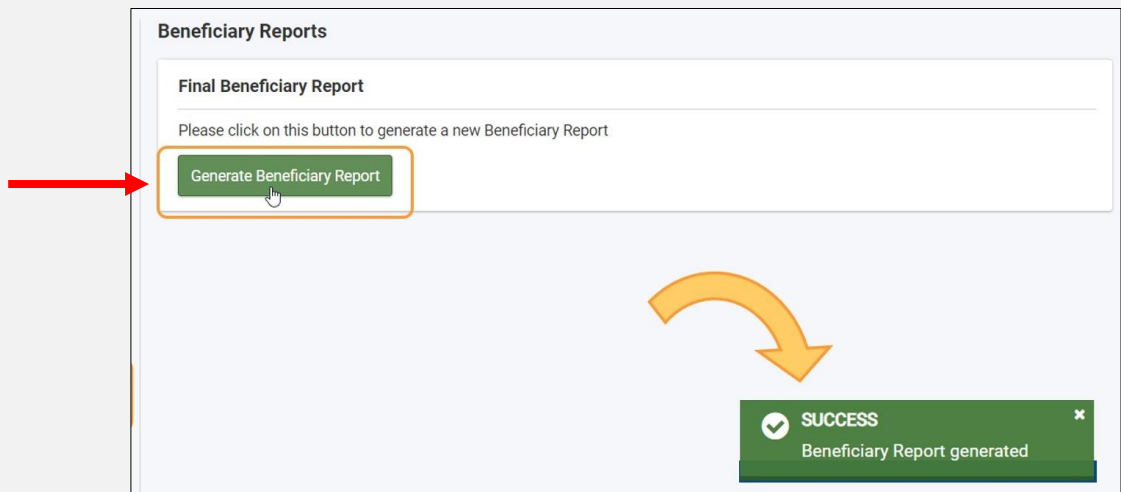 Beneficiary Reports
Final Beneficiary Report
Please click on this button to generate a new Beneficiary Report
Generate Beneficiary Report
SUCCESS
Beneficiary Report generated